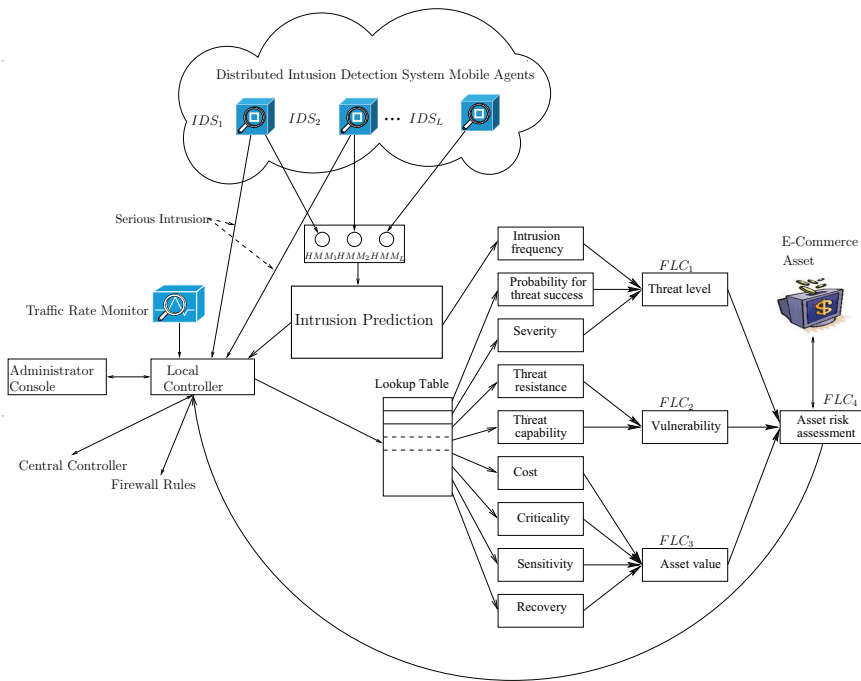 Distributed Intusion Detection System Mobile Agents
IDS1
IDS2
IDSL
Serious Intrusion
HMM1
HMM2
HMML
Intrusion Prediction
Traffic Rate Monitor
Administrator
Console
Local
Controller
Central Controller
Firewall Rules
Lookup Table
Intrusion
frequency
Probability for
threat success
Severity
Threat
resistance
Threat
capability
Cost
Criticality
Sensitivity
Recovery
FLC1
Threat level
FLC2
Vulnerability
FLC3
Asset value
E-Commerce
Asset
$
FLC4
Asset risk
assessment